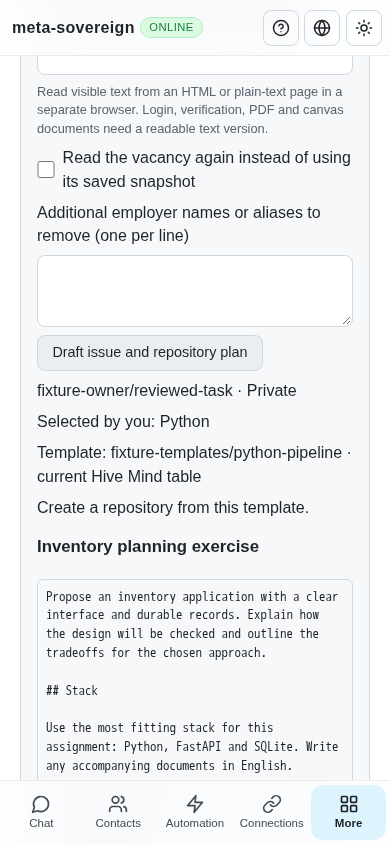 meta-sovereign ONLINE
Read visible text from an HTML or plain-text page in a
separate browser. Login, verification, PDF and canvas
documents need a readable text version.
Read the vacancy again instead of using
its saved snapshot
Additional employer names or aliases to
remove (one per line)
Draft issue and repository plan
fixture-owner/reviewed-task · Private
Selected by you: Python
Template: fixture-templates/python-pipeline ·
current Hive Mind table
Create a repository from this template.
Inventory planning exercise
Propose an inventory application with a clear
interface and durable records. Explain how
the design will be checked and outline the
tradeoffs for the chosen approach.
## Stack
Use the most fitting stack for this
assignment: Python, FastAPI and SQLite. Write
any accompanying documents in English.
Chat Contacts Automation Connections More